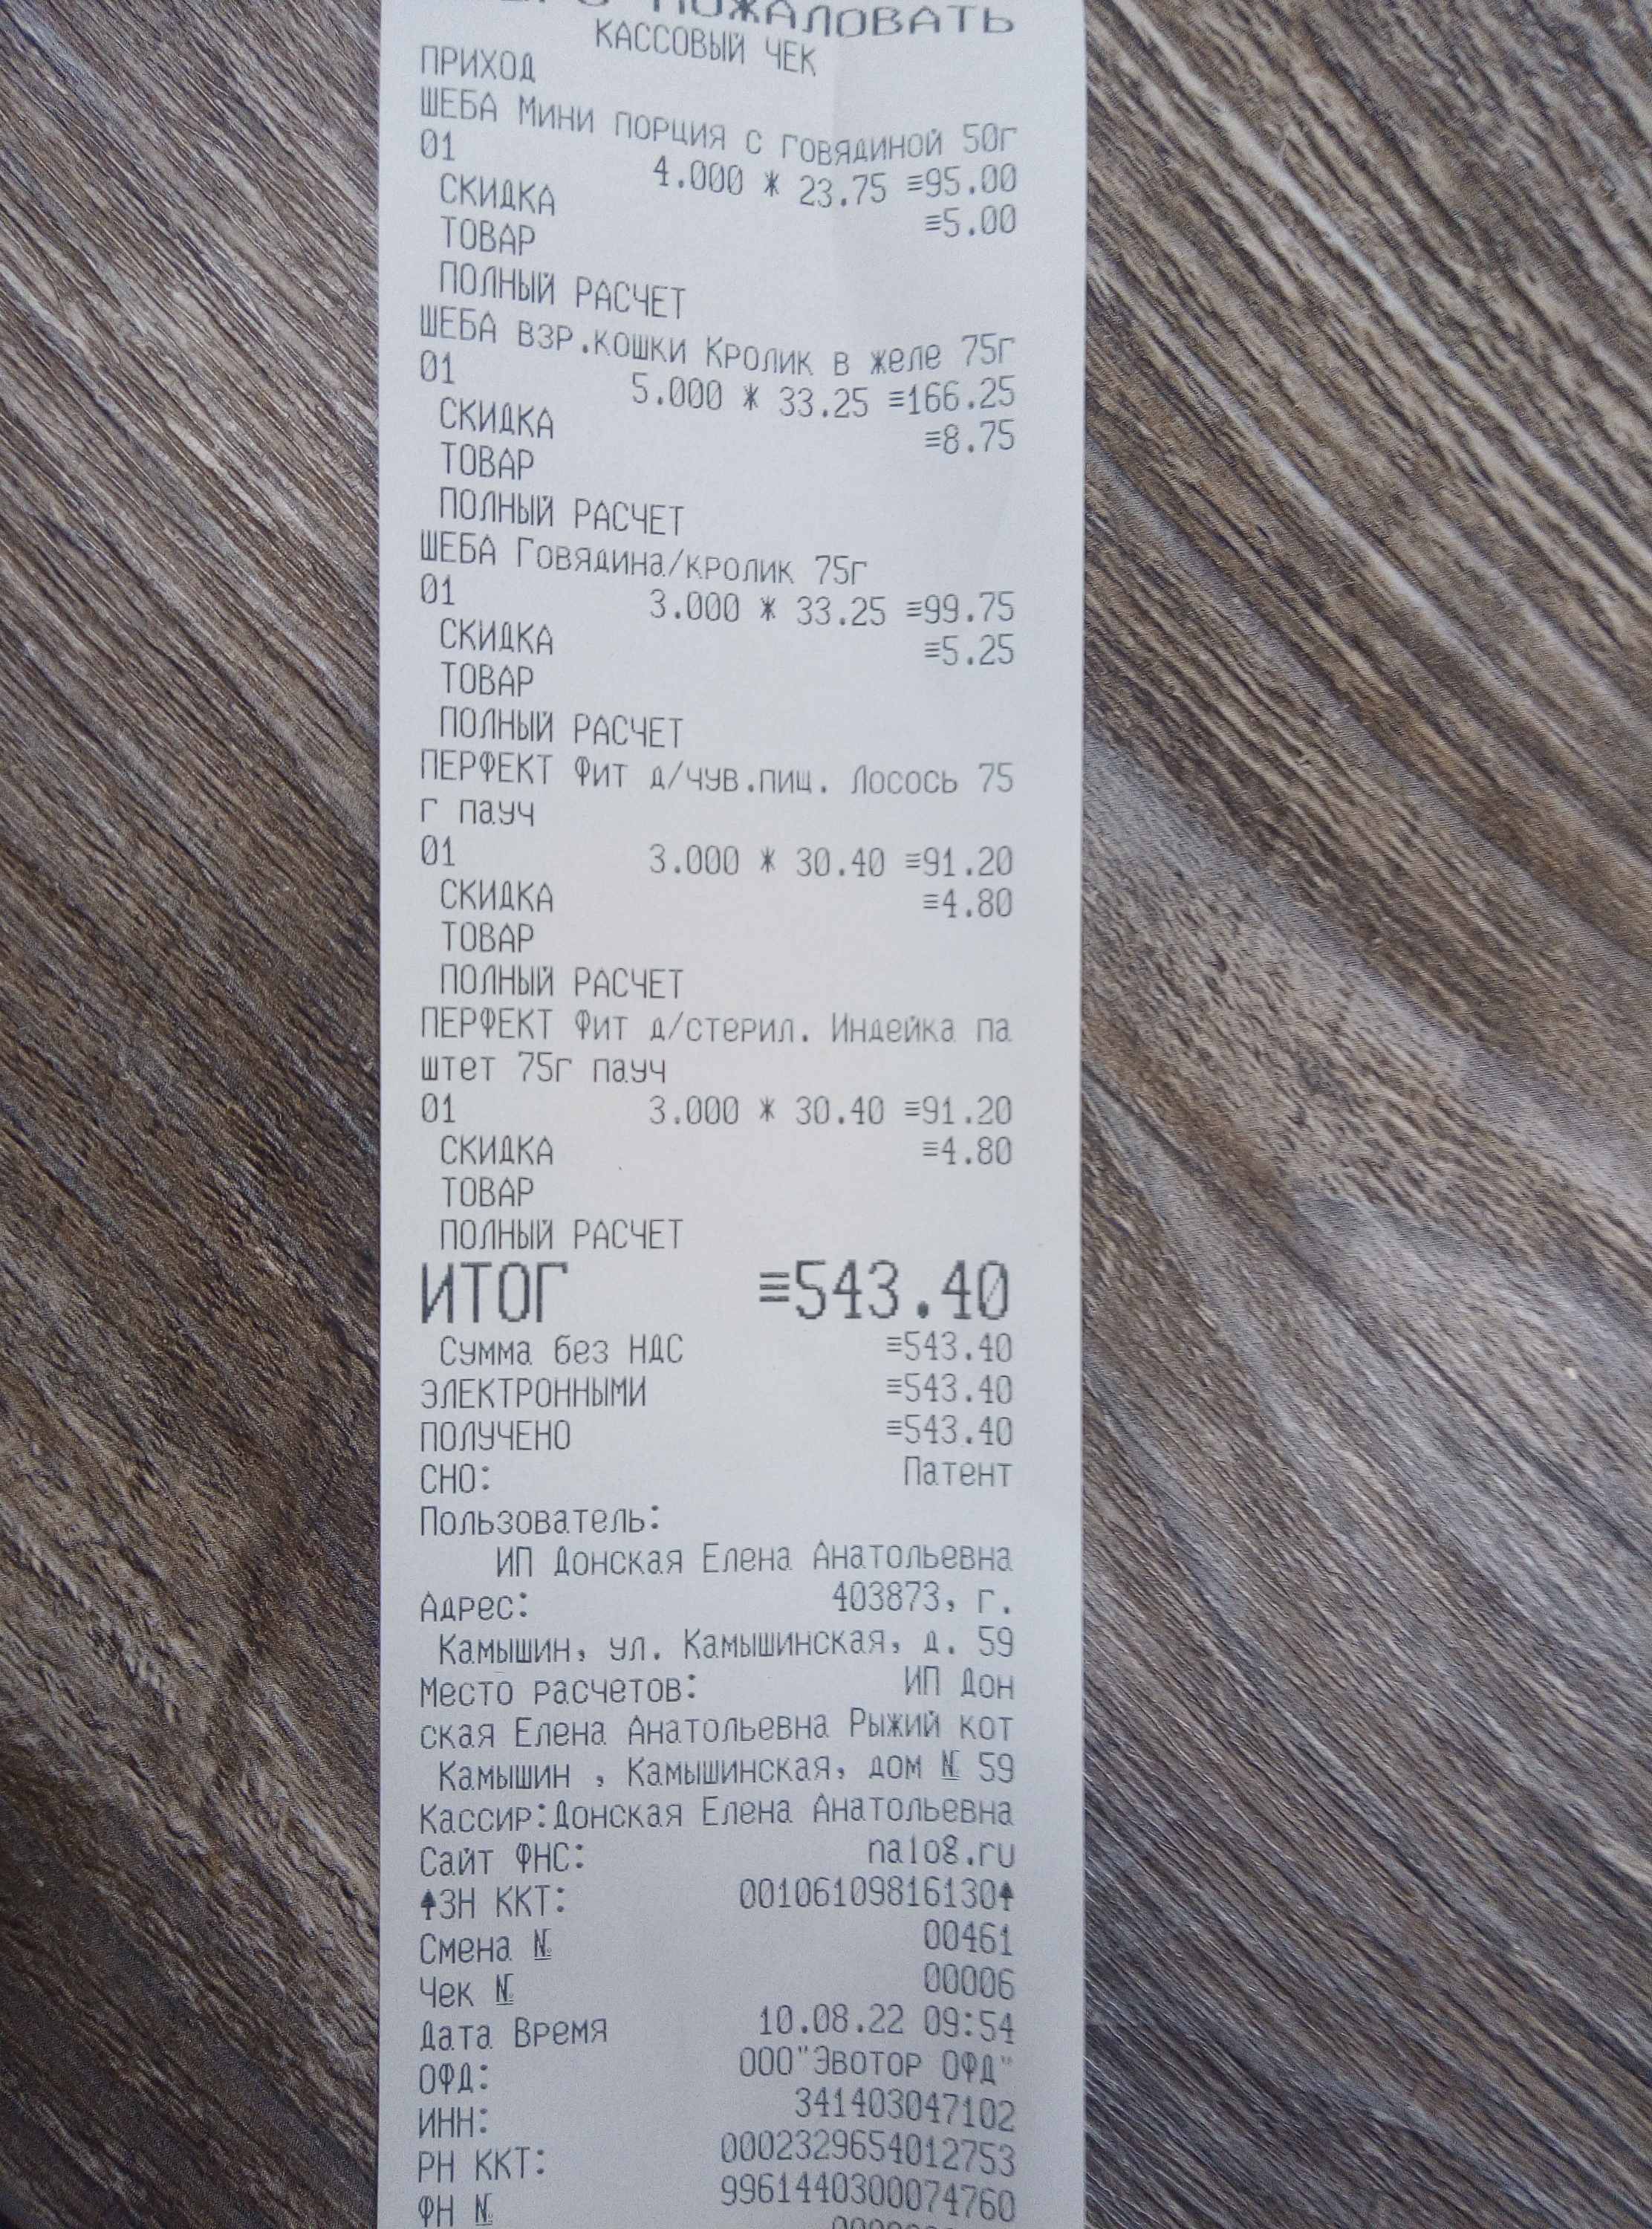 ПОЖАЛОВАТЬ
КАССОВЫЙ ЧЕК
ПРИХОД
ШЕБА Мини порция с говядиной 50г
01 4.000 * 23.75 ≡95.00
СКИДКА ≡5.00
ТОВАР
ПОЛНЫЙ РАСЧЕТ
ШЕБА взр.кошки Кролик в желе 75г
01 5.000 * 33.25 ≡166.25
СКИДКА ≡8.75
ТОВАР
ПОЛНЫЙ РАСЧЕТ
ШЕБА Говядина/кролик 75г
01 3.000 * 33.25 ≡99.75
СКИДКА ≡5.25
ТОВАР
ПОЛНЫЙ РАСЧЕТ
ПЕРФЕКТ Фит д/чув.пищ. Лосось 75
г пауч
01 3.000 * 30.40 ≡91.20
СКИДКА ≡4.80
ТОВАР
ПОЛНЫЙ РАСЧЕТ
ПЕРФЕКТ Фит д/стерил. Индейка па
штет 75г пауч
01 3.000 * 30.40 ≡91.20
СКИДКА ≡4.80
ТОВАР
ПОЛНЫЙ РАСЧЕТ
ИТОГ ≡543.40
Сумма без НДС ≡543.40
ЭЛЕКТРОННЫМИ ≡543.40
ПОЛУЧЕНО ≡543.40
СНО: Патент
Пользователь:
ИП Донская Елена Анатольевна
Адрес: 403873, г.
Камышин, ул. Камышинская, д. 59
Место расчетов: ИП Дон
ская Елена Анатольевна Рыжий кот
Камышин , Камышинская, дом № 59
Кассир:Донская Елена Анатольевна
Сайт ФНС: nalog.ru
↑ЗН ККТ: 00106109816130↑
Смена № 00461
Чек № 00006
Дата Время 10.08.22 09:54
ОФД: ООО"Эвотор ОФД"
ИНН: 341403047102
РН ККТ: 0002329654012753
ФН № 9961440300074760